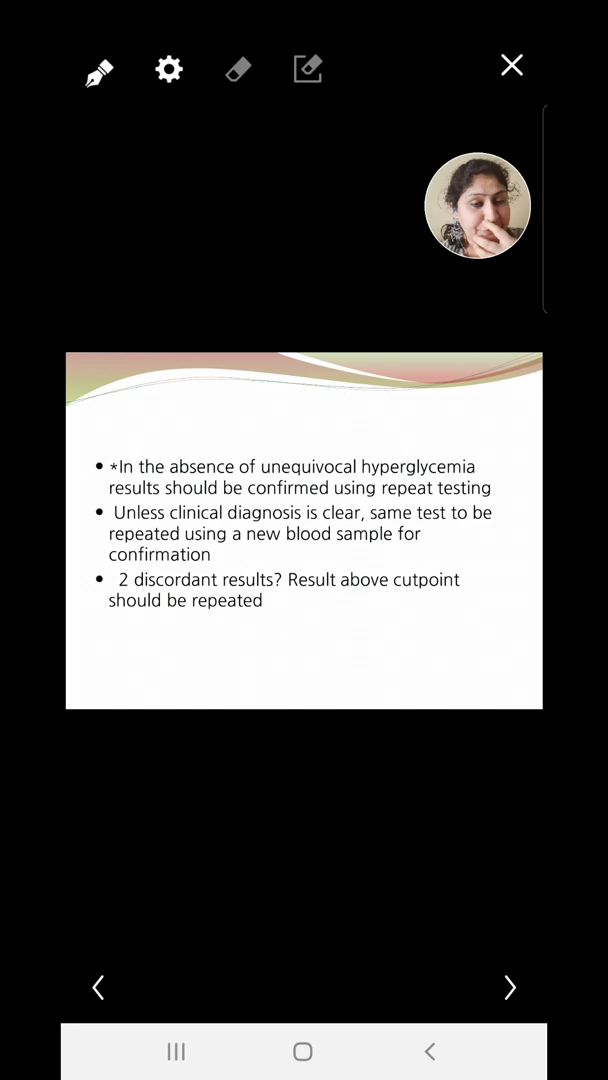 • *In the absence of unequivocal hyperglycemia
results should be confirmed using repeat testing
• Unless clinical diagnosis is clear, same test to be
repeated using a new blood sample for
confirmation
• 2 discordant results? Result above cutpoint
should be repeated